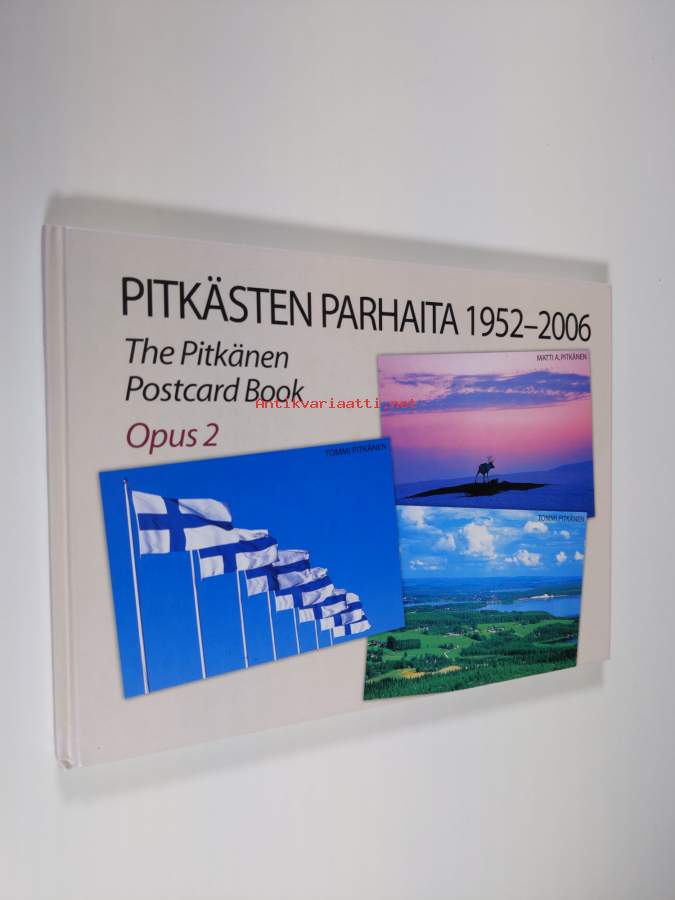 PITKÄSTEN PARHAITA 1952–2006
The Pitkänen
Postcard Book
Opus 2
MATTI A. PITKÄNEN
Antikvariaatti.net
TOMMI PITKÄNEN
TOMMI PITKÄNEN